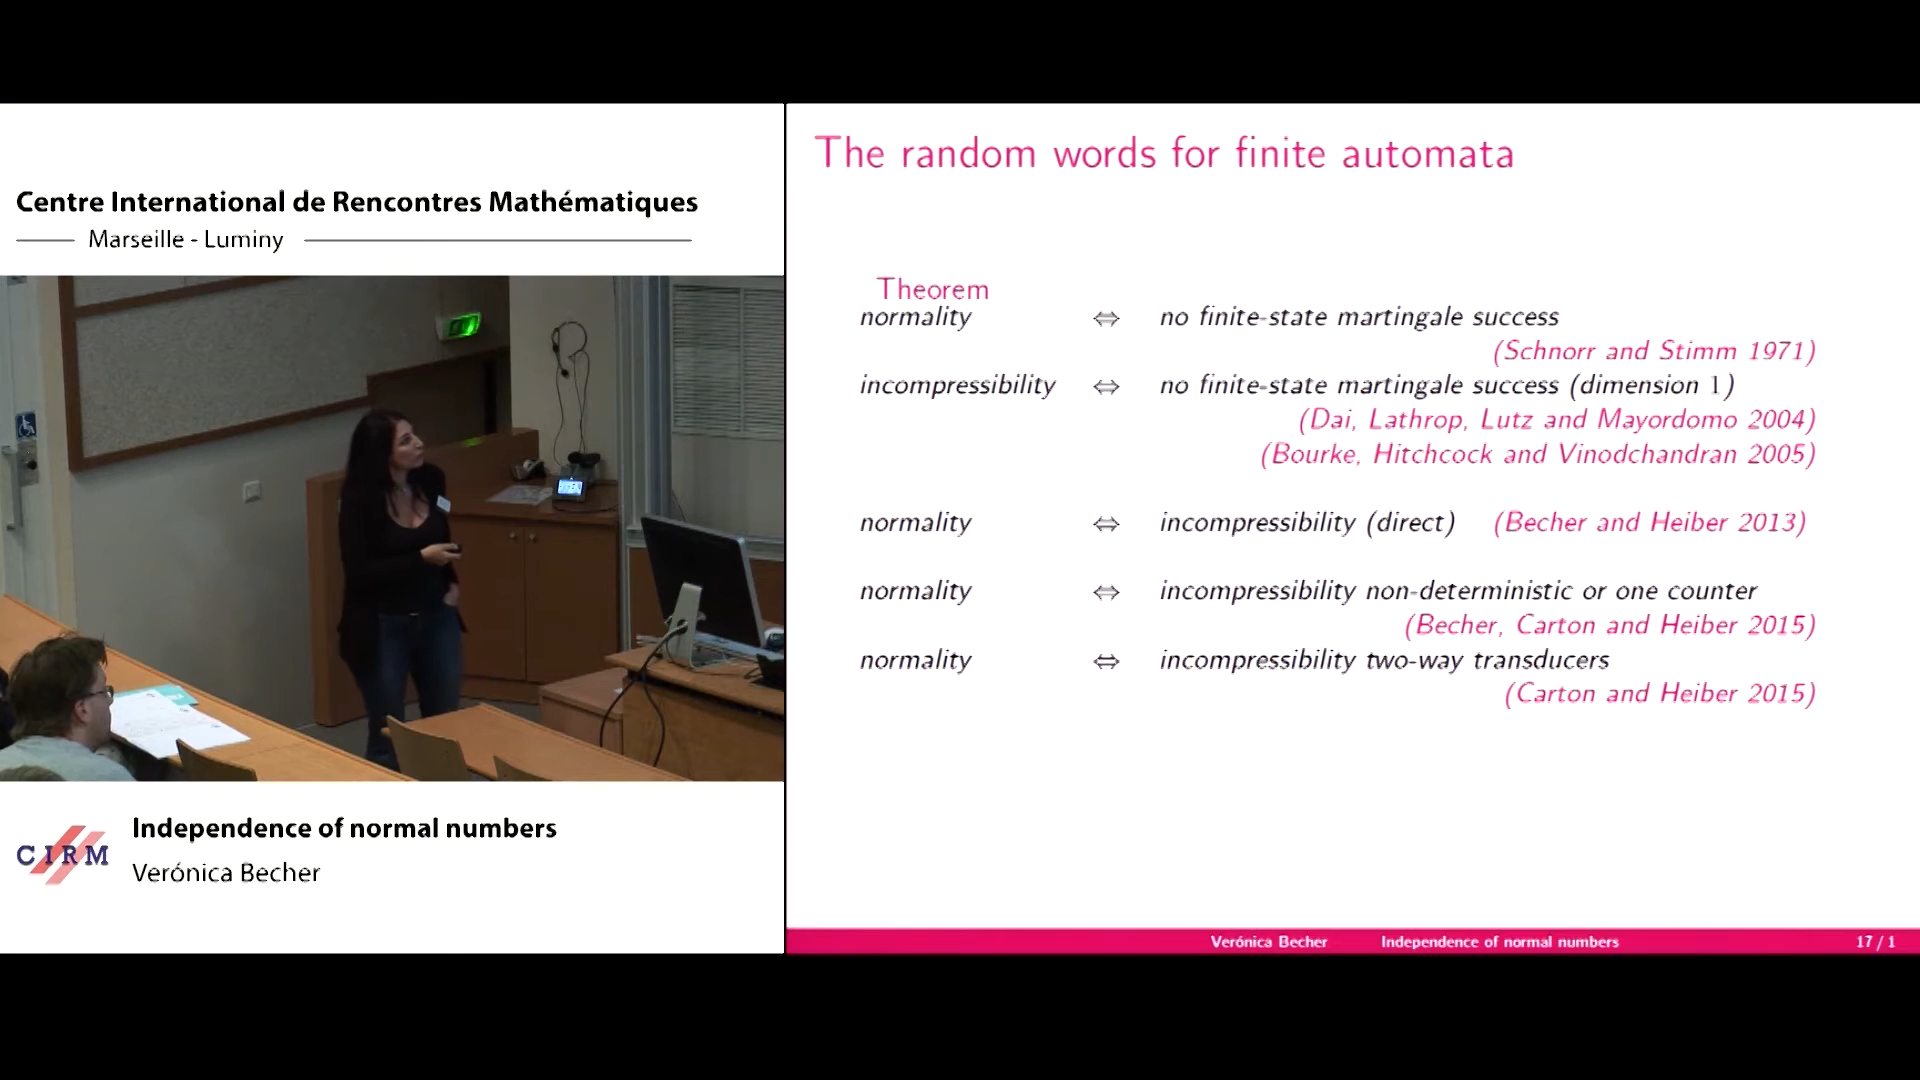 Centre International de Rencontres Mathématiques
Marseille - Luminy
CIRM
Independence of normal numbers
Verónica Becher
The random words for finite automata
Theorem
normality ⇔ no finite-state martingale success
(Schnorr and Stimm 1971)
incompressibility ⇔ no finite-state martingale success (dimension 1)
(Dai, Lathrop, Lutz and Mayordomo 2004)
(Bourke, Hitchcock and Vinodchandran 2005)
normality ⇔ incompressibility (direct) (Becher and Heiber 2013)
normality ⇔ incompressibility non-deterministic or one counter
(Becher, Carton and Heiber 2015)
normality ⇔ incompressibility two-way transducers
(Carton and Heiber 2015)
Verónica Becher Independence of normal numbers 17 / 1